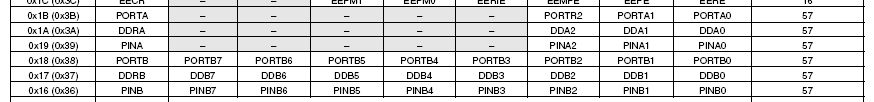 0x1C (0x3C) EECR – – EEPM1 EEPM0 EERIE EEMPE EEPE EERE 16
0x1B (0x3B) PORTA – – – – – PORTR2 PORTA1 PORTA0 57
0x1A (0x3A) DDRA – – – – – DDA2 DDA1 DDA0 57
0x19 (0x39) PINA – – – – – PINA2 PINA1 PINA0 57
0x18 (0x38) PORTB PORTB7 PORTB6 PORTB5 PORTB4 PORTB3 PORTB2 PORTB1 PORTB0 57
0x17 (0x37) DDRB DDB7 DDB6 DDB5 DDB4 DDB3 DDB2 DDB1 DDB0 57
0x16 (0x36) PINB PINB7 PINB6 PINB5 PINB4 PINB3 PINB2 PINB1 PINB0 57